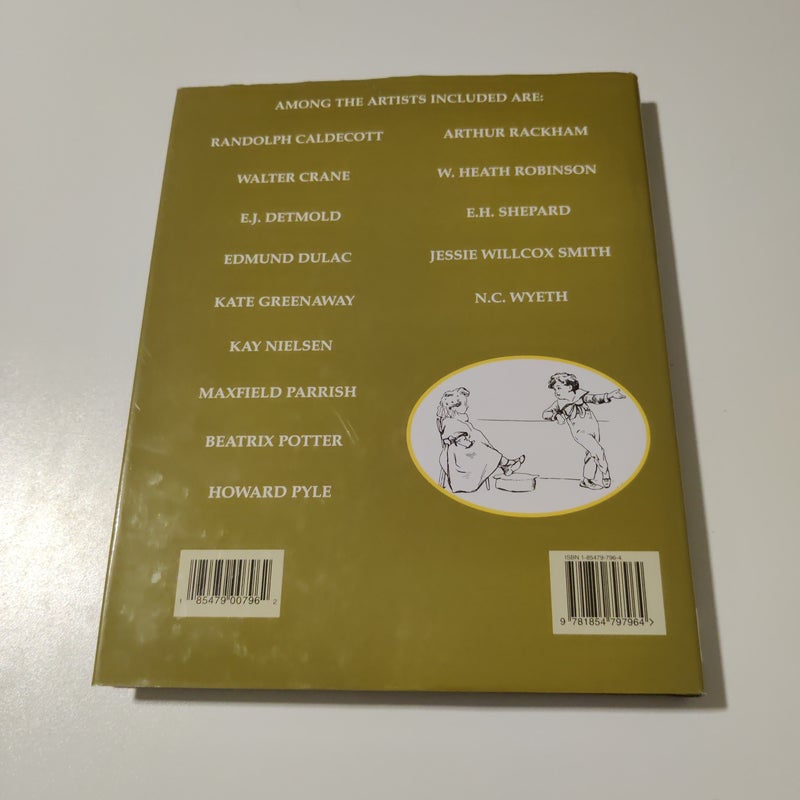 AMONG THE ARTISTS INCLUDED ARE:
RANDOLPH CALDECOTT
WALTER CRANE
E.J. DETMOLD
EDMUND DULAC
KATE GREENAWAY
KAY NIELSEN
MAXFIELD PARRISH
BEATRIX POTTER
HOWARD PYLE
ARTHUR RACKHAM
W. HEATH ROBINSON
E.H. SHEPARD
JESSIE WILLCOX SMITH
N.C. WYETH
1 85479 00796 2
ISBN 1-85479-796-4
9 781854 797964 >